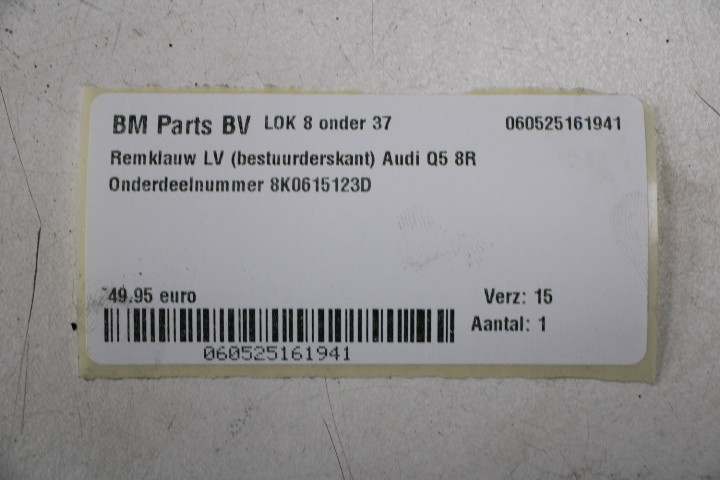 BM Parts BV LOK 8 onder 37 060525161941
Remklauw LV (bestuurderskant) Audi Q5 8R
Onderdeelnummer 8K0615123D
49.95 euro Verz: 15
Aantal: 1
060525161941